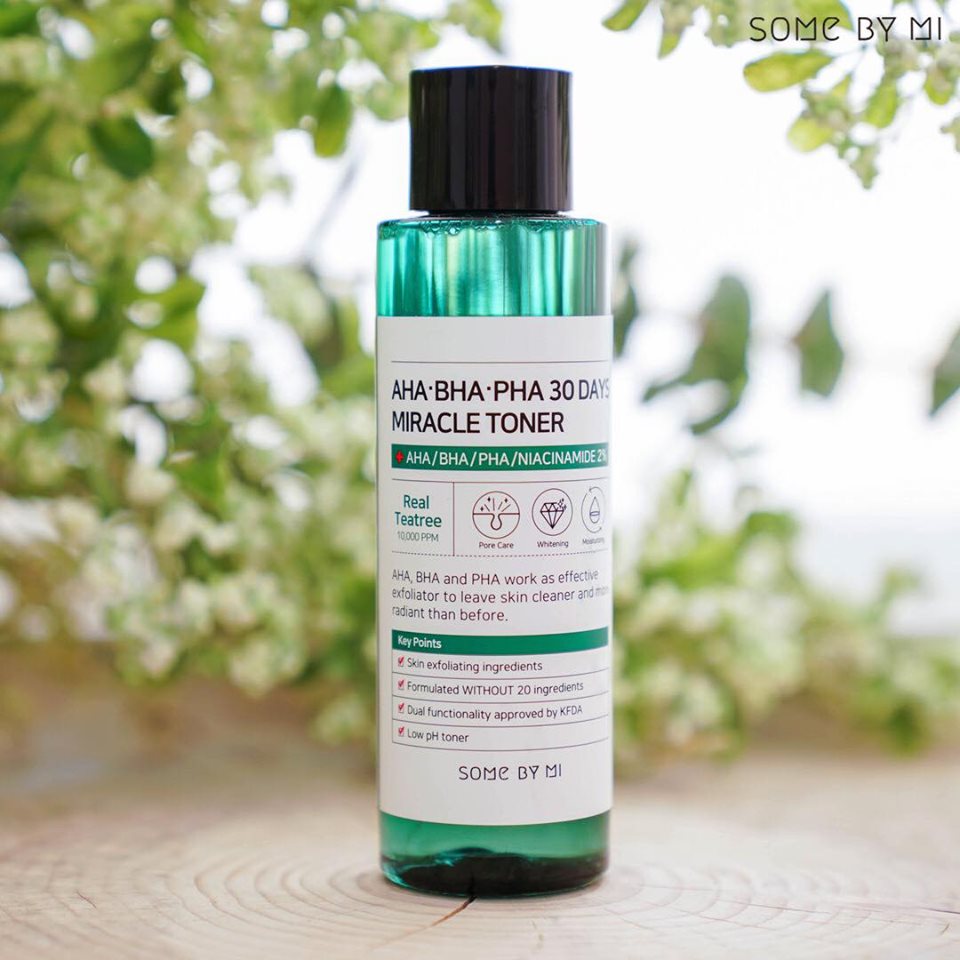 SOME BY MI
AHA·BHA·PHA 30 DAYS
MIRACLE TONER
+ AHA/BHA/PHA/NIACINAMIDE 2%
Real
Teatree
10,000 PPM
Pore Care
Whitening
Moisturizing
AHA, BHA and PHA work as effective
exfoliator to leave skin cleaner and more
radiant than before.
Key Points
Skin exfoliating ingredients
Formulated WITHOUT 20 ingredients
Dual functionality approved by KFDA
Low pH toner
SOME BY MI